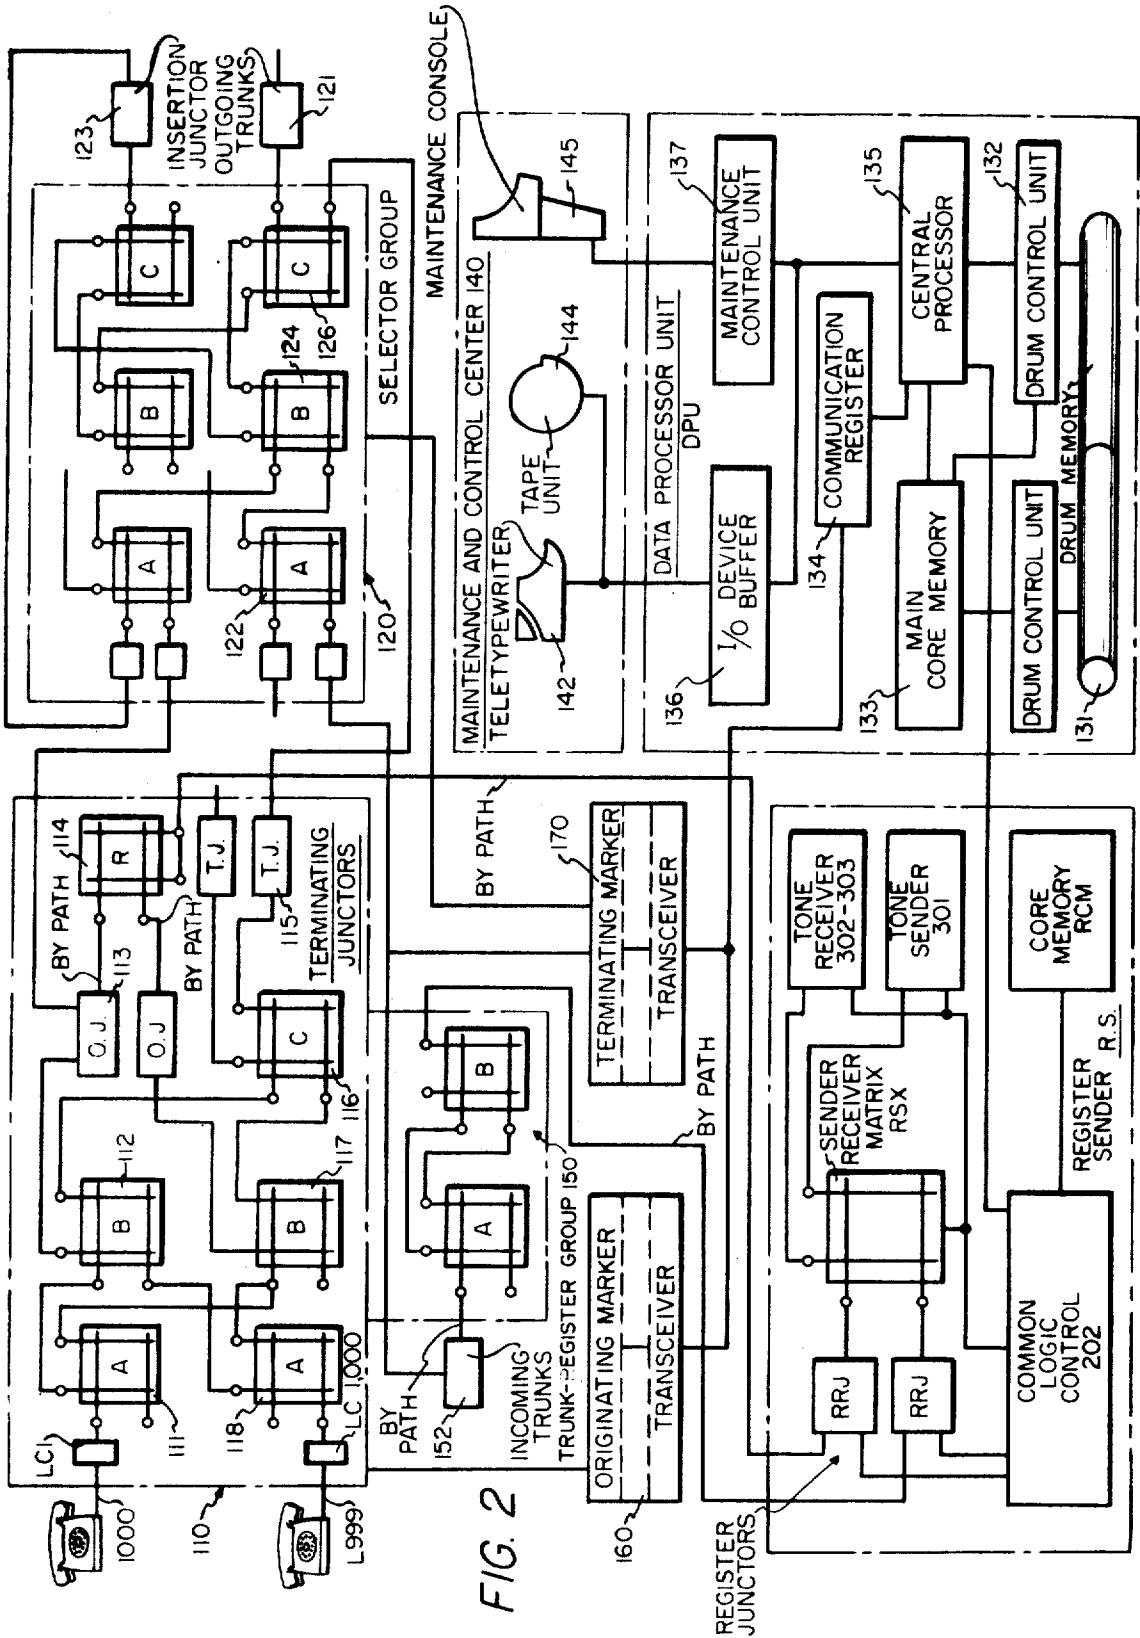 1000
LC1
111
A
112
B
O.J.
113
BY PATH
114
R
O.J
BY PATH
T.J.
T.J.
115
TERMINATING
JUNCTORS
C
116
117
B
118
A
LC 1,000
L999
110
FIG. 2
123
INSERTION
JUNCTOR
OUTGOING
TRUNKS
121
C
C
126
B
124
B
A
122
A
120
SELECTOR GROUP
BY
PATH
152
INCOMING
TRUNKS
TRUNK-REGISTER GROUP 150
A
B
BY PATH
ORIGINATING MARKER
TRANSCEIVER
160
170
TERMINATING MARKER
TRANSCEIVER
BY PATH
MAINTENANCE CONSOLE
MAINTENANCE AND CONTROL CENTER 140
TELETYPEWRITER
142
TAPE
UNIT
144
145
DATA PROCESSOR UNIT
DPU
136
I/O DEVICE
BUFFER
137
MAINTENANCE
CONTROL UNIT
134
COMMUNICATION
REGISTER
135
CENTRAL
PROCESSOR
133
MAIN
CORE MEMORY
132
DRUM CONTROL UNIT
DRUM CONTROL UNIT
DRUM MEMORY
131
REGISTER
JUNCTORS
RRJ
RRJ
SENDER
RECEIVER
MATRIX
RSX
TONE
RECEIVER
302-303
TONE
SENDER
301
CORE
MEMORY
RCM
REGISTER
SENDER R.S.
COMMON
LOGIC
CONTROL
202